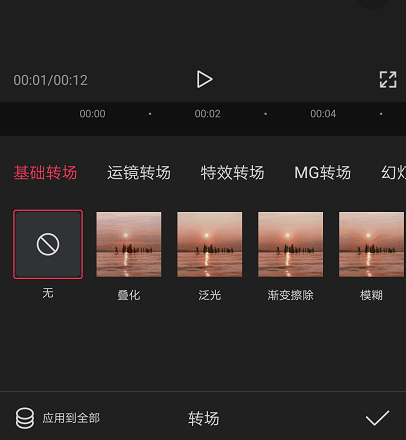 00:01/00:12
00:00 00:02 00:04
基础转场 运镜转场 特效转场 MG转场 幻灯
无 叠化 泛光 渐变擦除 模糊
应用到全部 转场